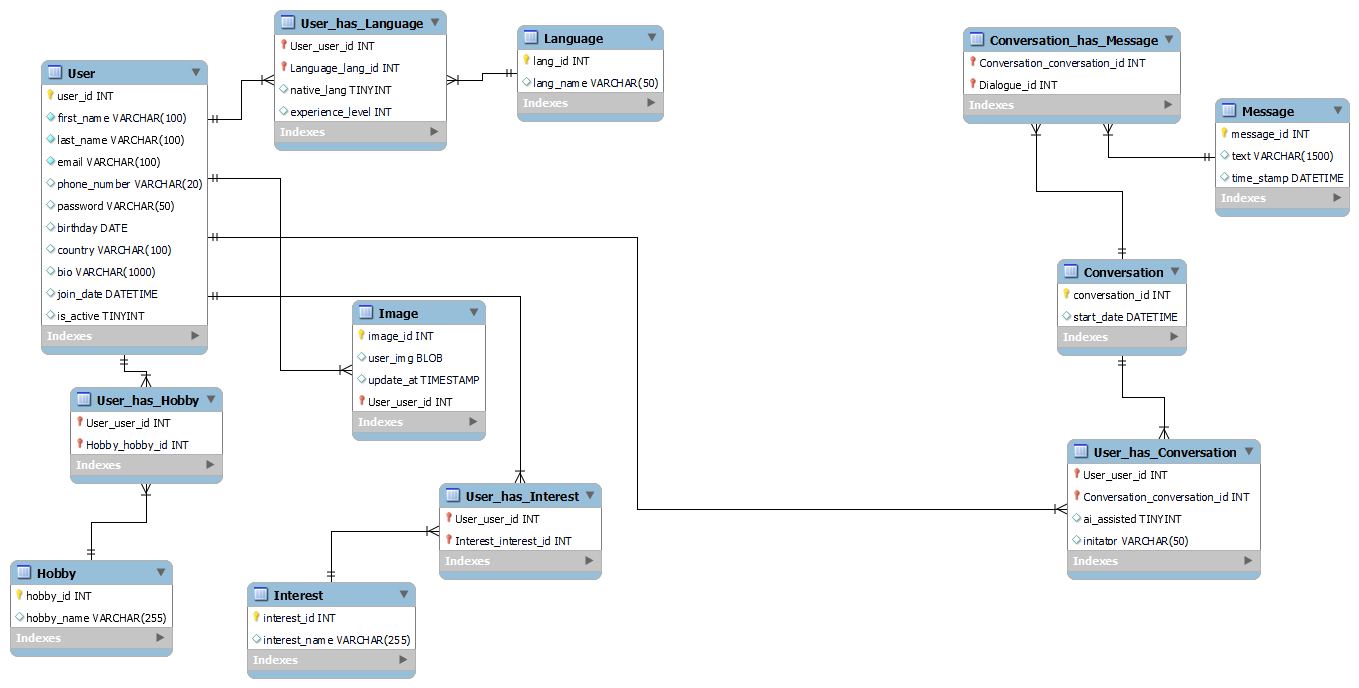 User
user_id INT
first_name VARCHAR(100)
last_name VARCHAR(100)
email VARCHAR(100)
phone_number VARCHAR(20)
password VARCHAR(50)
birthday DATE
country VARCHAR(100)
bio VARCHAR(1000)
join_date DATETIME
is_active TINYINT
Indexes
User_has_Language
User_user_id INT
Language_lang_id INT
native_lang TINYINT
experience_level INT
Indexes
Language
lang_id INT
lang_name VARCHAR(50)
Indexes
Conversation_has_Message
Conversation_conversation_id INT
Dialogue_id INT
Indexes
Message
message_id INT
text VARCHAR(1500)
time_stamp DATETIME
Indexes
Conversation
conversation_id INT
start_date DATETIME
Indexes
Image
image_id INT
user_img BLOB
update_at TIMESTAMP
User_user_id INT
Indexes
User_has_Hobby
User_user_id INT
Hobby_hobby_id INT
Indexes
User_has_Interest
User_user_id INT
Interest_interest_id INT
Indexes
User_has_Conversation
User_user_id INT
Conversation_conversation_id INT
ai_assisted TINYINT
initator VARCHAR(50)
Indexes
Hobby
hobby_id INT
hobby_name VARCHAR(255)
Indexes
Interest
interest_id INT
interest_name VARCHAR(255)
Indexes